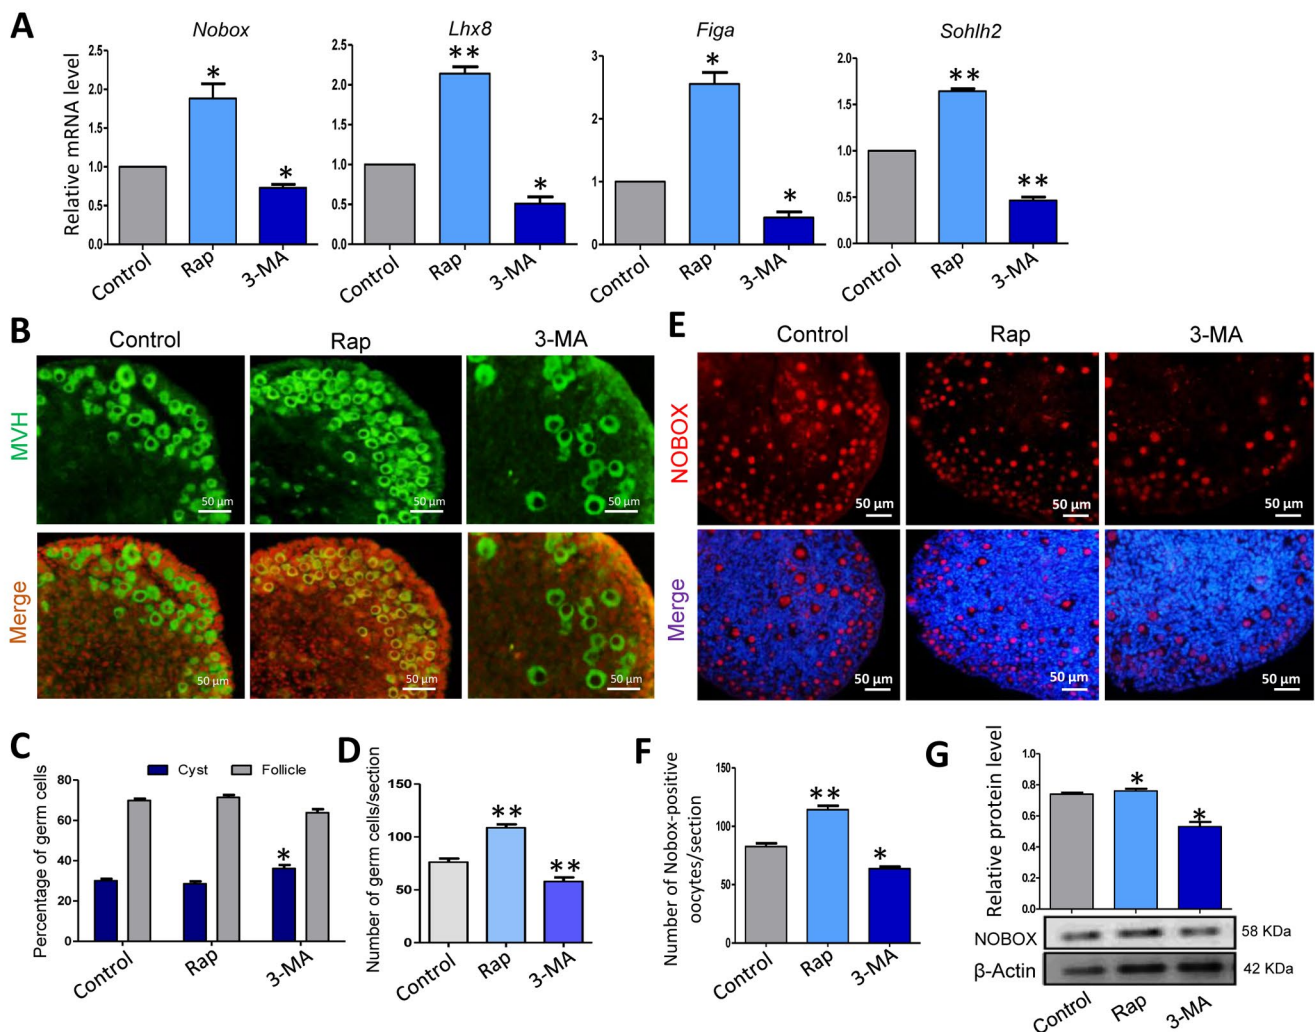 A
Nobox
Lhx8
Figa
Sohlh2
Relative mRNA level
2.5
2.0
1.5
1.0
0.5
0.0
* *
Control
Rap
3-MA
2.5
2.0
1.5
1.0
0.5
0.0
** *
Control
Rap
3-MA
3
2
1
0
* *
Control
Rap
3-MA
2.0
1.5
1.0
0.5
0.0
** **
Control
Rap
3-MA
B
Control
Rap
3-MA
MVH
50 µm
50 µm
50 µm
Merge
50 µm
50 µm
50 µm
E
Control
Rap
3-MA
NOBOX
50 µm
50 µm
50 µm
Merge
50 µm
50 µm
50 µm
C
Cyst
Follicle
Percentage of germ cells
80
60
40
20
0
*
Control
Rap
3-MA
D
Number of germ cells/section
150
100
50
0
** **
Control
Rap
3-MA
F
Number of Nobox-positive
oocytes/section
150
100
50
0
** *
Control
Rap
3-MA
G
Relative protein level
1.0
0.8
0.6
0.4
0.2
0.0
* *
NOBOX
58 KDa
β-Actin
42 KDa
Control
Rap
3-MA